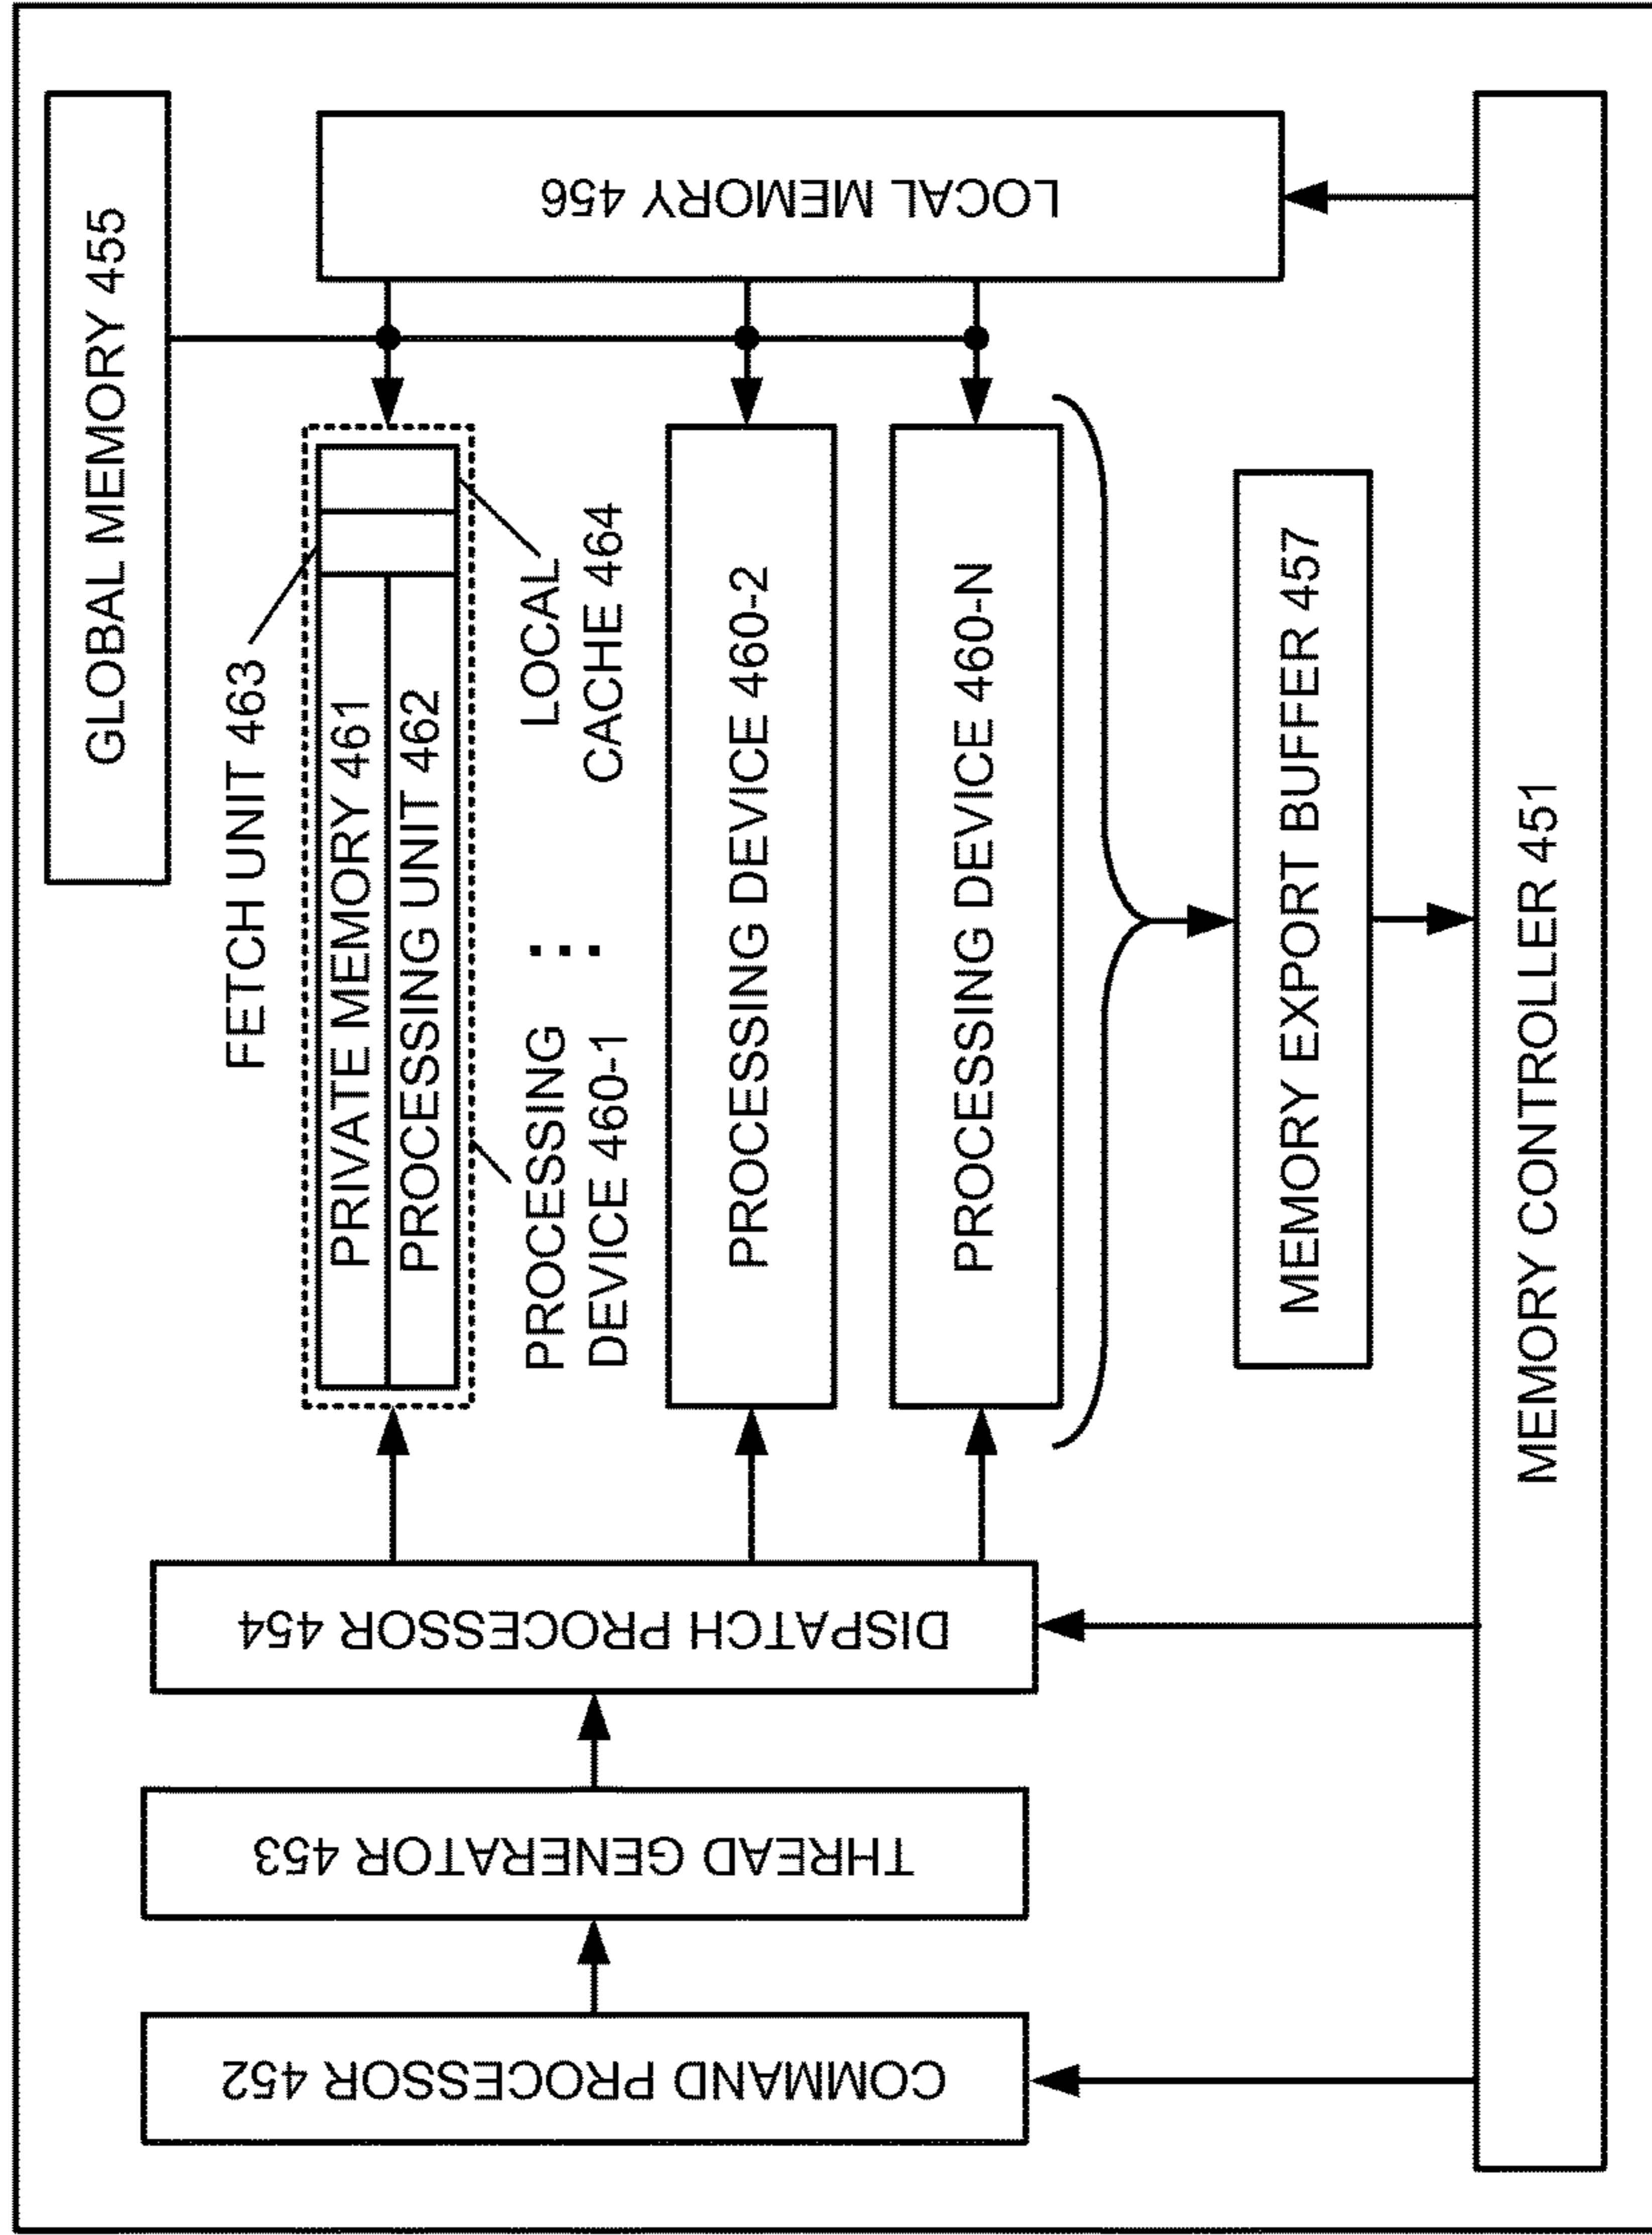 GLOBAL MEMORY 455
FETCH UNIT 463
PRIVATE MEMORY 461
PROCESSING UNIT 462
LOCAL
CACHE 464
PROCESSING
DEVICE 460-1
...
PROCESSING DEVICE 460-2
PROCESSING DEVICE 460-N
COMMAND PROCESSOR 452
THREAD GENERATOR 453
DISPATCH PROCESSOR 454
LOCAL MEMORY 456
MEMORY EXPORT BUFFER 457
MEMORY CONTROLLER 451